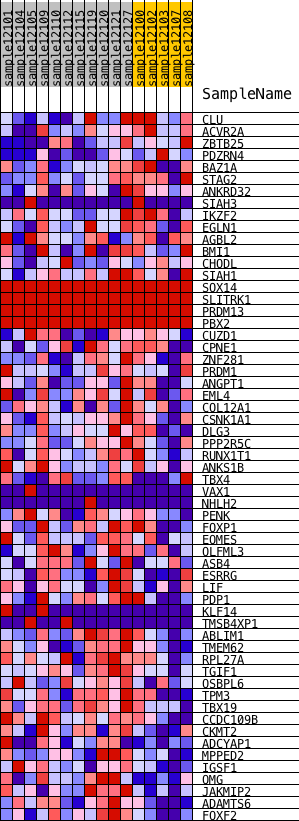 sample12101
sample12104
sample12105
sample12109
sample12110
sample12112
sample12115
sample12119
sample12120
sample12121
sample12122
sample12100
sample12102
sample12103
sample12107
sample12108
SampleName
CLU
ACVR2A
ZBTB25
PDZRN4
BAZ1A
STAG2
ANKRD32
SIAH3
IKZF2
EGLN1
AGBL2
BMI1
CHODL
SIAH1
SOX14
SLITRK1
PRDM13
PBX2
CUZD1
CPNE1
ZNF281
PRDM1
ANGPT1
EML4
COL12A1
CSNK1A1
DLG3
PPP2R5C
RUNX1T1
ANKS1B
TBX4
VAX1
NHLH2
PENK
FOXP1
EOMES
OLFML3
ASB4
ESRRG
LIF
PDP1
KLF14
TMSB4XP1
ABLIM1
TMEM62
RPL27A
TGIF1
OSBPL6
TPM3
TBX19
CCDC109B
CKMT2
ADCYAP1
MPPED2
IGSF1
OMG
JAKMIP2
ADAMTS6
FOXF2